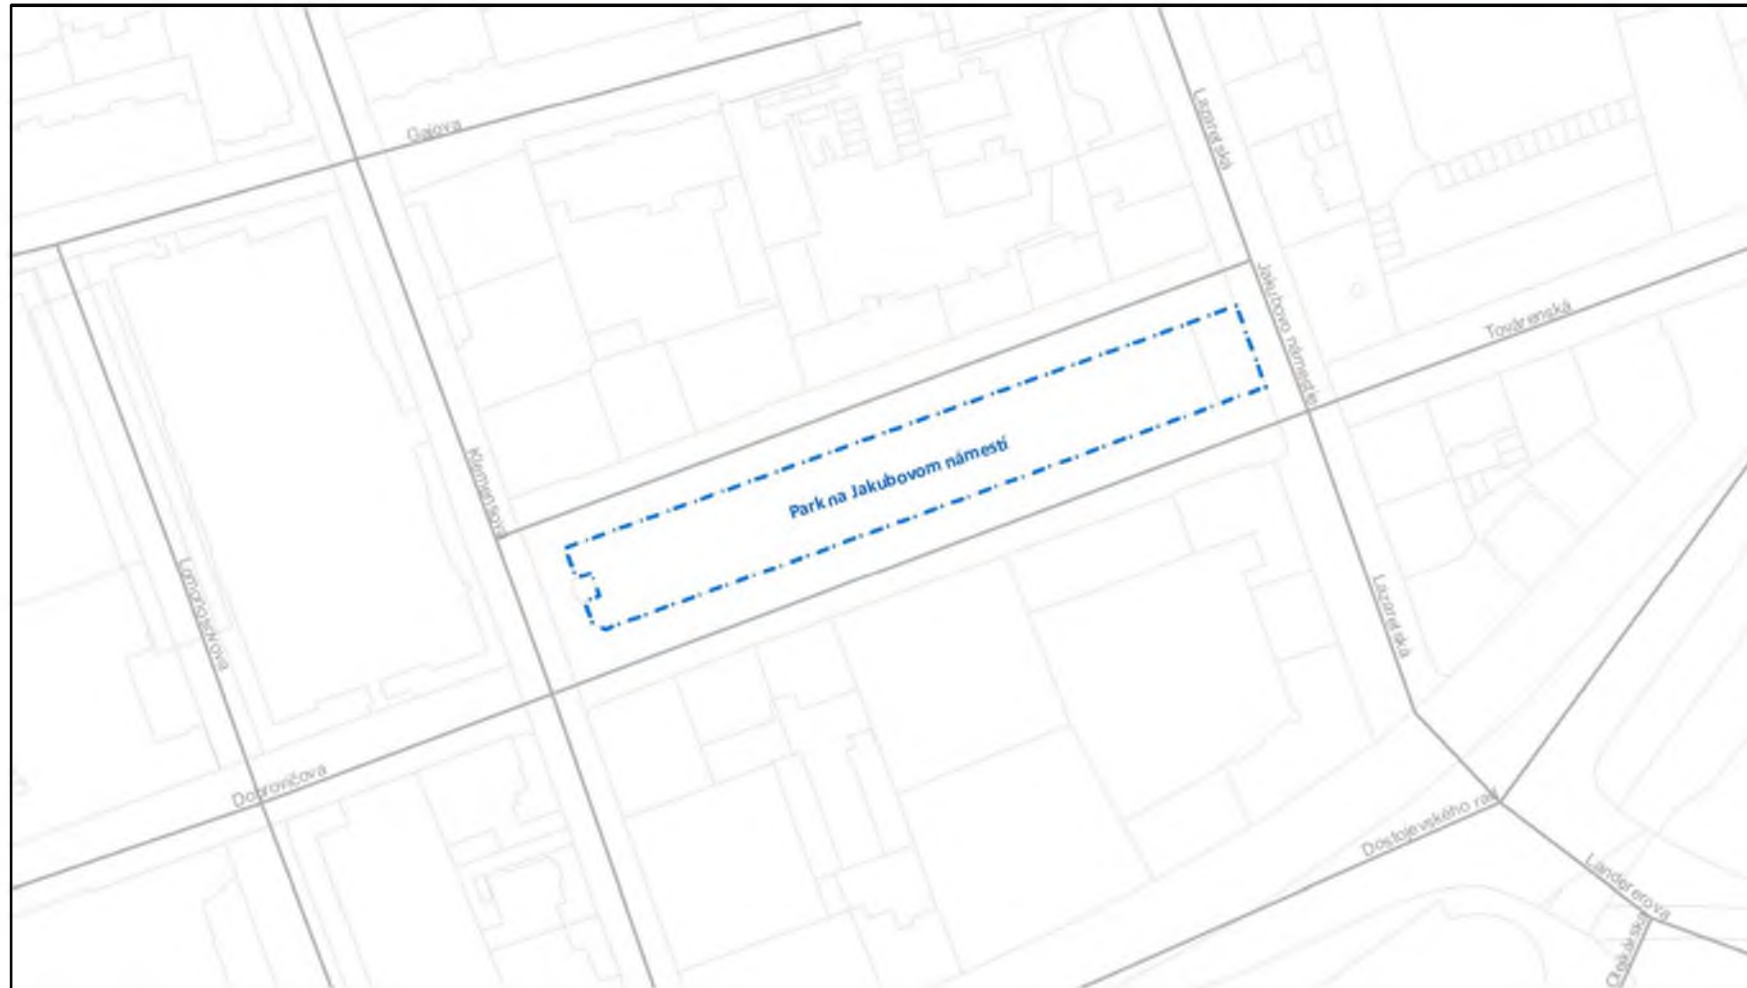 Gajova
Lazaretská
Jakubovo námestie
Továrenská
Klemensova
Park na Jakubovom námestí
Lomonosovova
Lazaretská
Dobrovičova
Dostojevského rad
Landererova